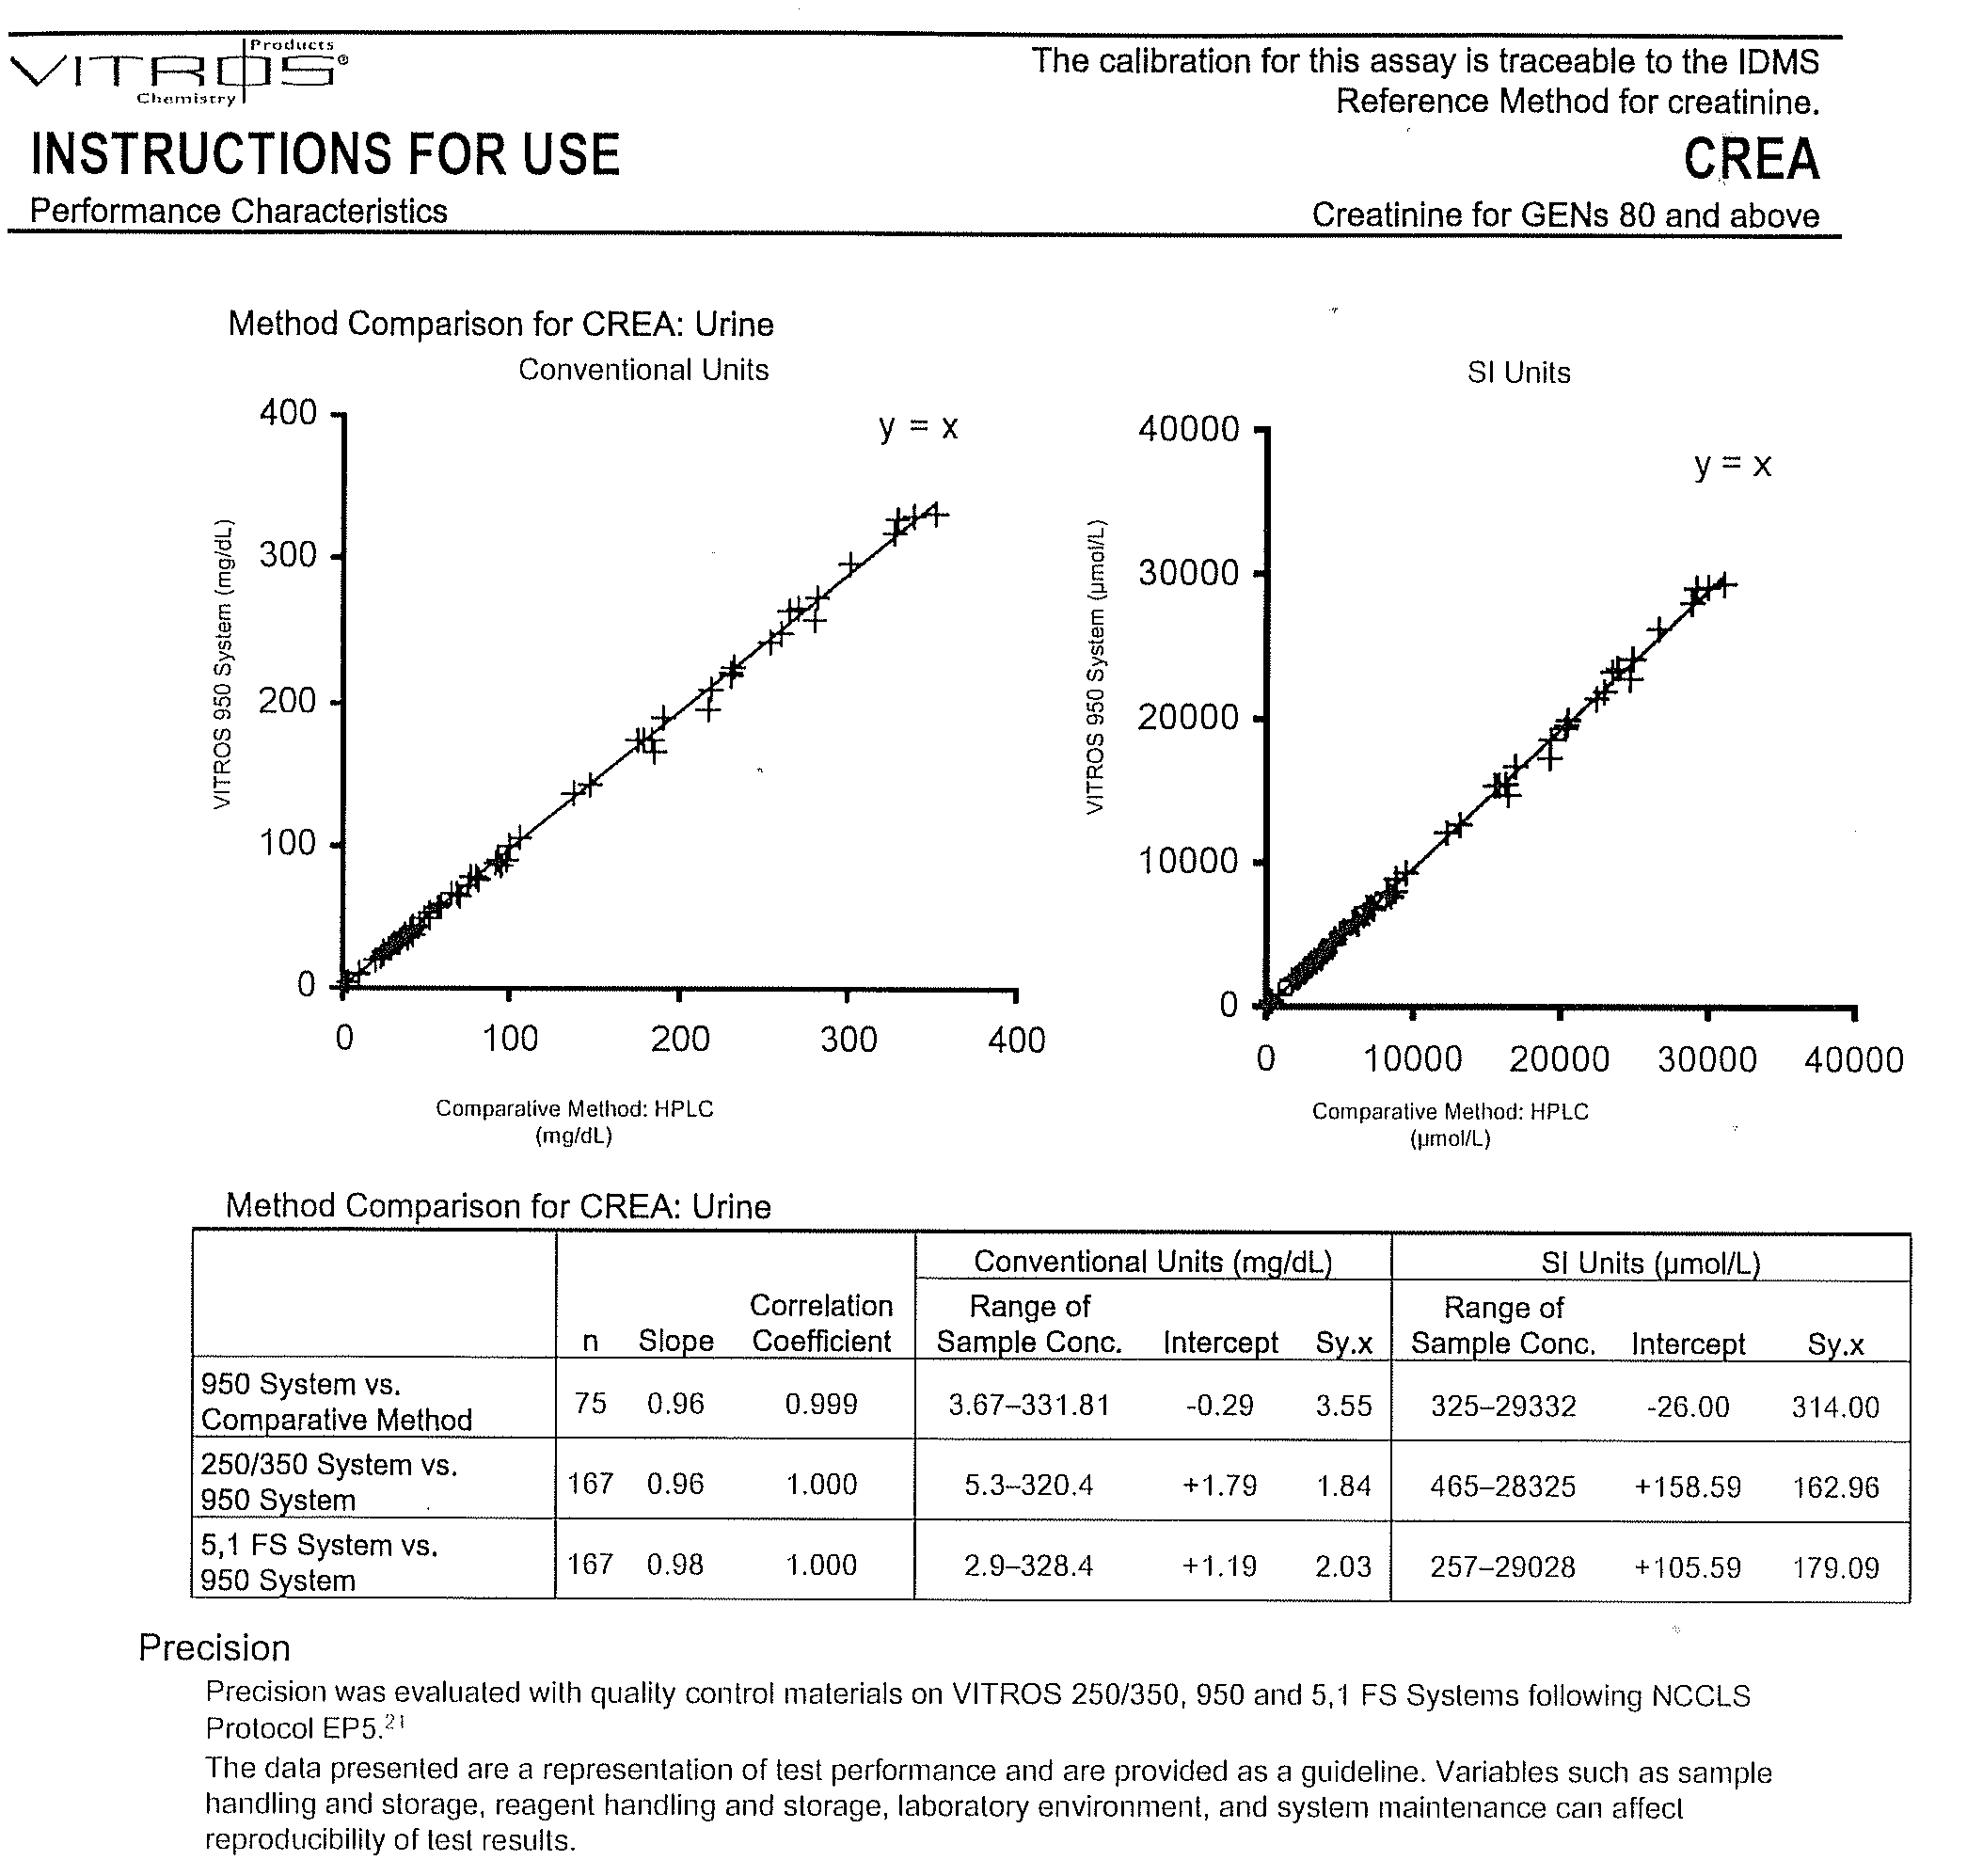 VITROS®
Products
Chemistry
The calibration for this assay is traceable to the IDMS
Reference Method for creatinine.
INSTRUCTIONS FOR USE
CREA
Performance Characteristics
Creatinine for GENs 80 and above
Method Comparison for CREA: Urine
Conventional Units
400
300
200
100
0
y = x
VITROS 950 System (mg/dL)
0 100 200 300 400
Comparative Method: HPLC
(mg/dL)
SI Units
40000
30000
20000
10000
0
y = x
VITROS 950 System (µmol/L)
0 10000 20000 30000 40000
Comparative Method: HPLC
(µmol/L)
Method Comparison for CREA: Urine
Conventional Units (mg/dL) SI Units (µmol/L)
Correlation Range of Range of
n Slope Coefficient Sample Conc. Intercept Sy.x Sample Conc. Intercept Sy.x
950 System vs.
Comparative Method 75 0.96 0.999 3.67–331.81 -0.29 3.55 325–29332 -26.00 314.00
250/350 System vs.
950 System 167 0.96 1.000 5.3–320.4 +1.79 1.84 465–28325 +158.59 162.96
5,1 FS System vs.
950 System 167 0.98 1.000 2.9–328.4 +1.19 2.03 257–29028 +105.59 179.09
Precision
Precision was evaluated with quality control materials on VITROS 250/350, 950 and 5,1 FS Systems following NCCLS
Protocol EP5.21
The data presented are a representation of test performance and are provided as a guideline. Variables such as sample
handling and storage, reagent handling and storage, laboratory environment, and system maintenance can affect
reproducibility of test results.